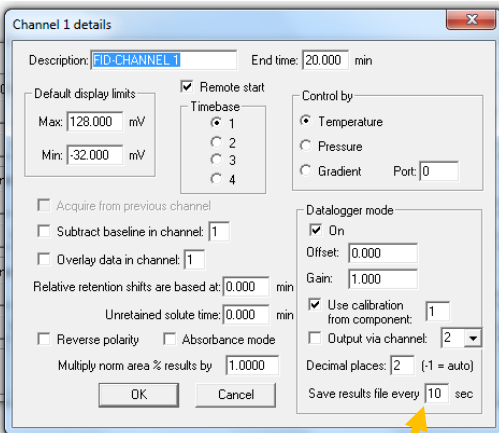 Channel 1 details
Description: FID-CHANNEL 1 End time: 20.000 min
Default display limits
Max: 128.000 mV
Min: -32.000 mV
Remote start
Timebase
1
2
3
4
Control by
Temperature
Pressure
Gradient Port: 0
Acquire from previous channel
Subtract baseline in channel: 1
Overlay data in channel: 1
Relative retention shifts are based at: 0.000 min
Unretained solute time: 0.000 min
Reverse polarity Absorbance mode
Multiply norm area % results by 1.0000
OK Cancel
Datalogger mode
On
Offset: 0.000
Gain: 1.000
Use calibration
from component: 1
Output via channel: 2
Decimal places: 2 (-1 = auto)
Save results file every 10 sec